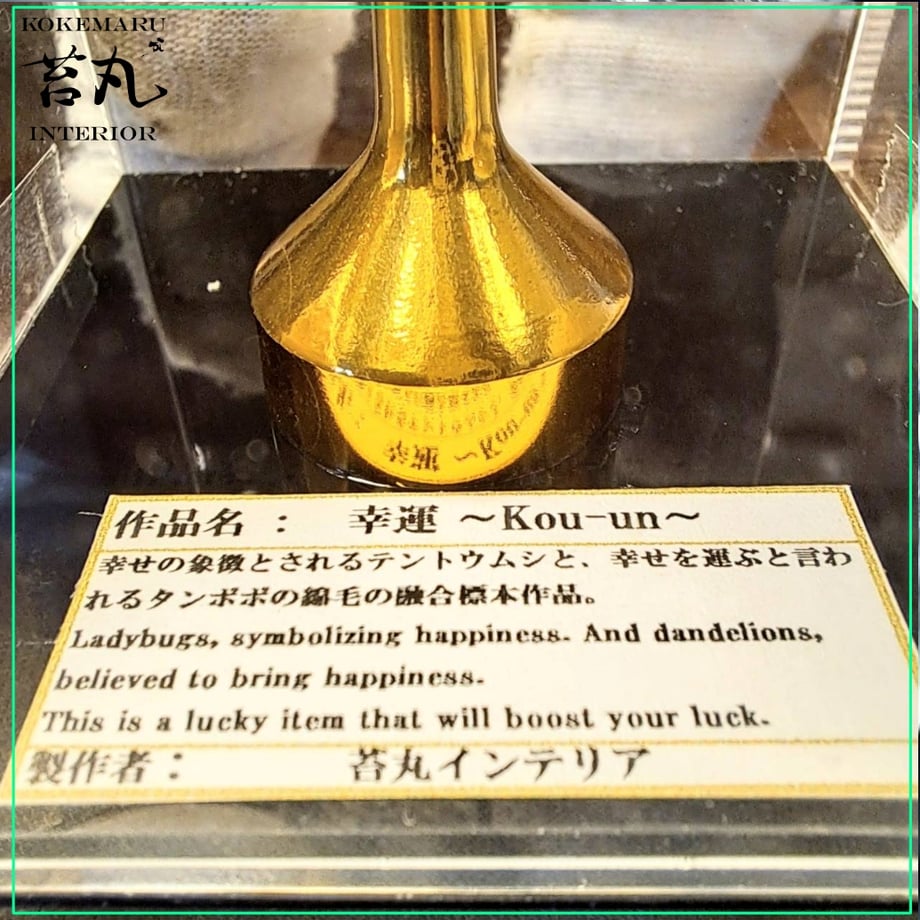 KOKEMARU
苔丸
INTERIOR
作品名 : 幸運 ~Kou-un~
幸せの象徴とされるテントウムシと、幸せを運ぶと言わ
れるタンポポの綿毛の融合標本作品。
Ladybugs, symbolizing happiness. And dandelions,
believed to bring happiness.
This is a lucky item that will boost your luck.
製作者: 苔丸インテリア